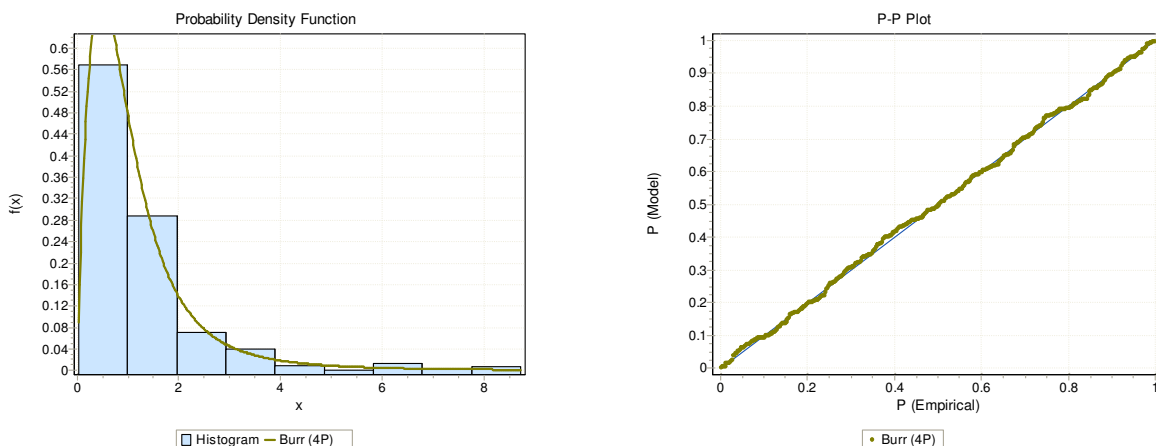 Probability Density Function
f(x)
0.6
0.56
0.52
0.48
0.44
0.4
0.36
0.32
0.28
0.24
0.2
0.16
0.12
0.08
0.04
0
0 2 4 6 8
x
Histogram Burr (4P)
P-P Plot
P (Model)
1
0.9
0.8
0.7
0.6
0.5
0.4
0.3
0.2
0.1
0
0 0.2 0.4 0.6 0.8 1
P (Empirical)
Burr (4P)